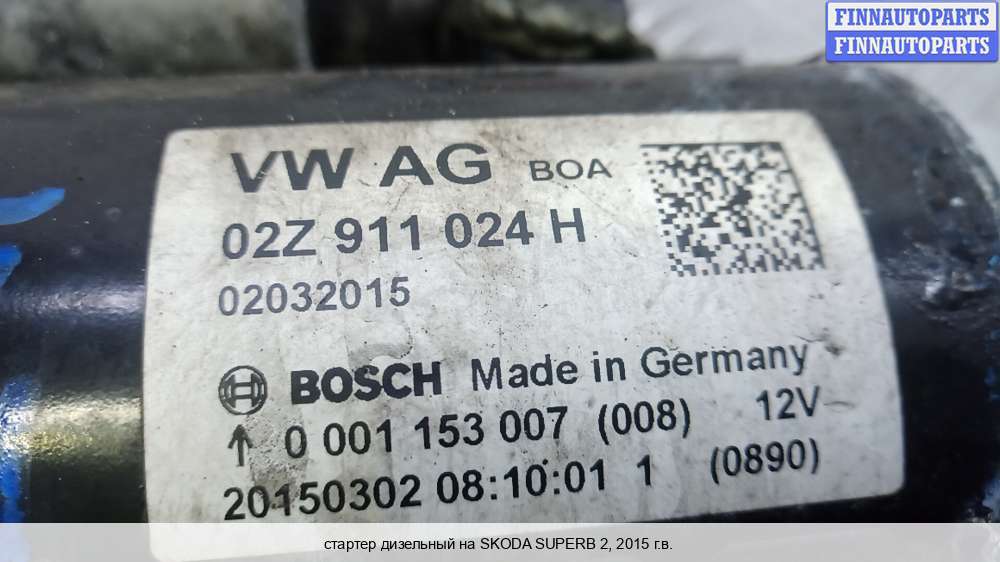 FINNAUTOPARTS
FINNAUTOPARTS
VW AG BOA
02Z 911 024 H
02032015
BOSCH Made in Germany
0 001 153 007 (008) 12V
20150302 08:10:01 1 (0890)
стартер дизельный на SKODA SUPERB 2, 2015 г.в.